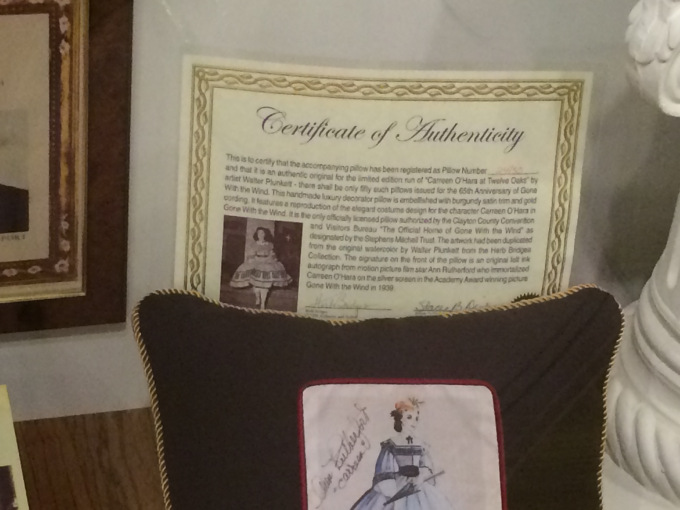 Certificate of Authenticity
This is to certify that the accompanying pillow has been registered as Pillow Number
and that it is an authentic original for the limited edition run of "Carreen O'Hara at Twelve Oaks" by
artist Walter Plunkett - there shall be only fifty such pillows issued for the 65th Anniversary of Gone
With the Wind. This handmade luxury decorator pillow is embellished with burgundy satin trim and gold
cording. It features a reproduction of the elegant costume design for the character Carreen O'Hara in
Gone With the Wind. It is the only officially licensed pillow authorized by the Clayton County Convention
and Visitors Bureau "The Official Home of Gone With the Wind" as
designated by the Stephens Mitchell Trust. The artwork had been duplicated
from the original watercolor by Walter Plunkett from the Herb Bridges
Collection. The signature on the front of the pillow is an original felt ink
autograph from motion picture film star Ann Rutherford who immortalized
Carreen O'Hara on the silver screen in the Academy Award winning picture
Gone With the Wind in 1939.
Ann Rutherford
"Carreen"